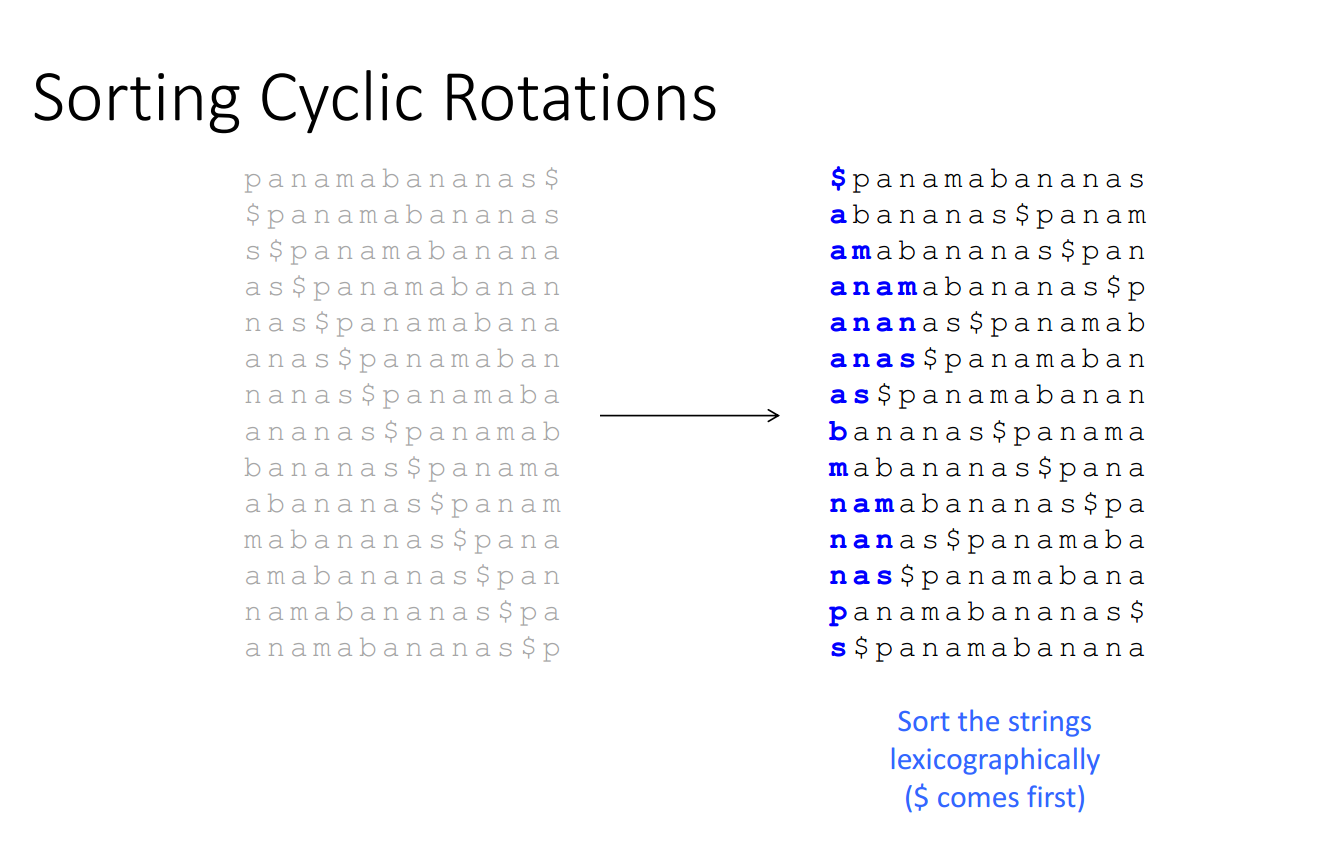 Sorting Cyclic Rotations
panamabananas$
$panamabananas
s$panamabanana
as$panamabanan
nas$panamabana
anas$panamaban
nanas$panamaba
ananas$panamab
bananas$panama
abananas$panam
mabananas$pana
amabananas$pan
namabananas$pa
anamabananas$p
$panamabananas
abananas$panam
amabananas$pan
anamabananas$p
ananas$panamab
anas$panamaban
as$panamabanan
bananas$panama
mabananas$pana
namabananas$pa
nanas$panamaba
nas$panamabana
panamabananas$
s$panamabanana
Sort the strings
lexicographically
($ comes first)